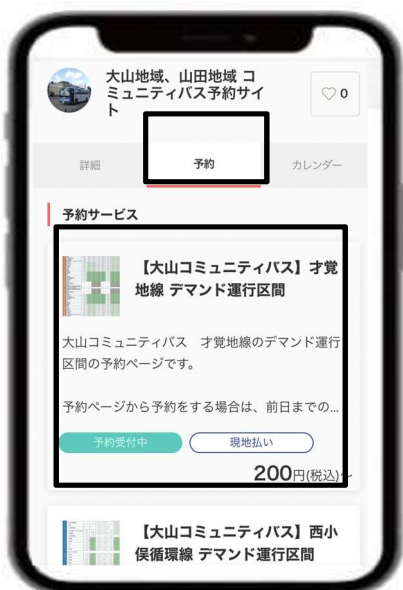 大山地域、山田地域 コ
ミュニティバス予約サイ
ト
♡ 0
詳細
予約
カレンダー
予約サービス
【大山コミュニティバス】才覚
地線 デマンド運行区間
大山コミュニティバス　才覚地線のデマンド運行
区間の予約ページです。
予約ページから予約をする場合は、前日までの...
予約受付中
現地払い
200円(税込)~
【大山コミュニティバス】西小
俣循環線 デマンド運行区間